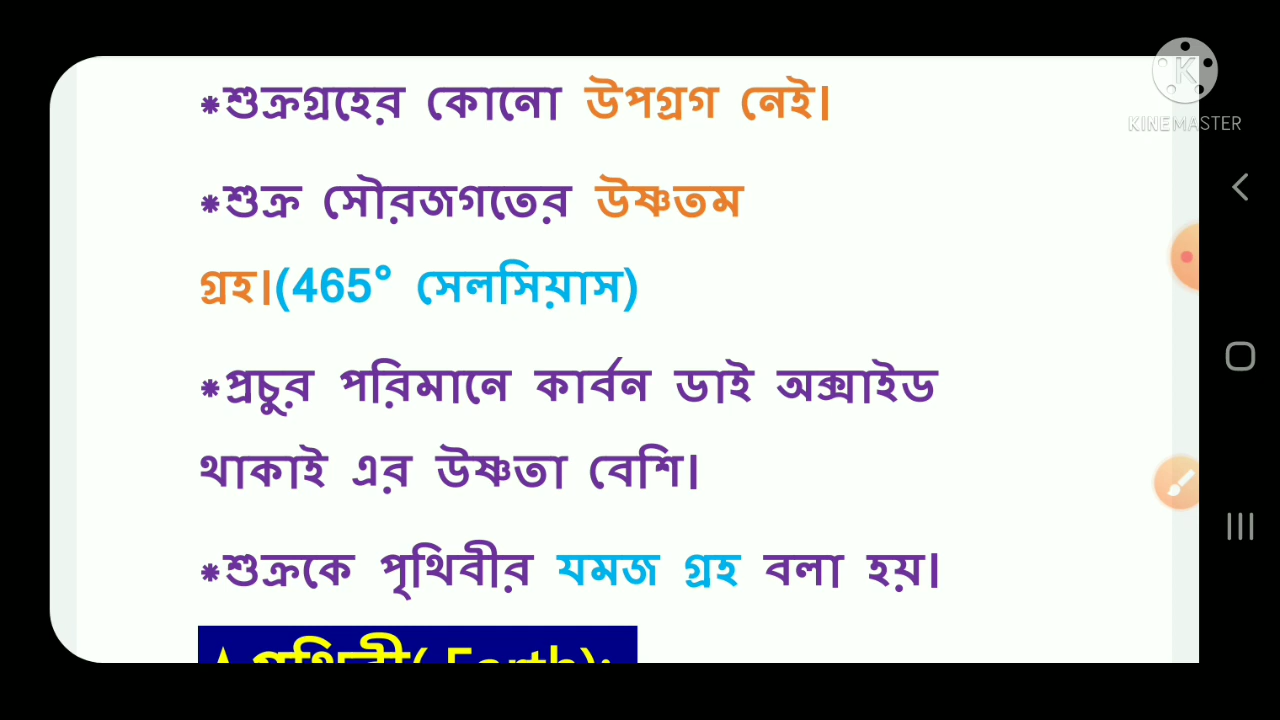 *শুক্রগ্রহের কোনো উপগ্রগ নেই।
KINEMASTER
*শুক্র সৌরজগতের উষ্ণতম
গ্রহ।(465° সেলসিয়াস)
*প্রচুর পরিমানে কার্বন ডাই অক্সাইড
থাকাই এর উষ্ণতা বেশি।
*শুক্রকে পৃথিবীর যমজ গ্রহ বলা হয়।
পৃথিবী( Earth):